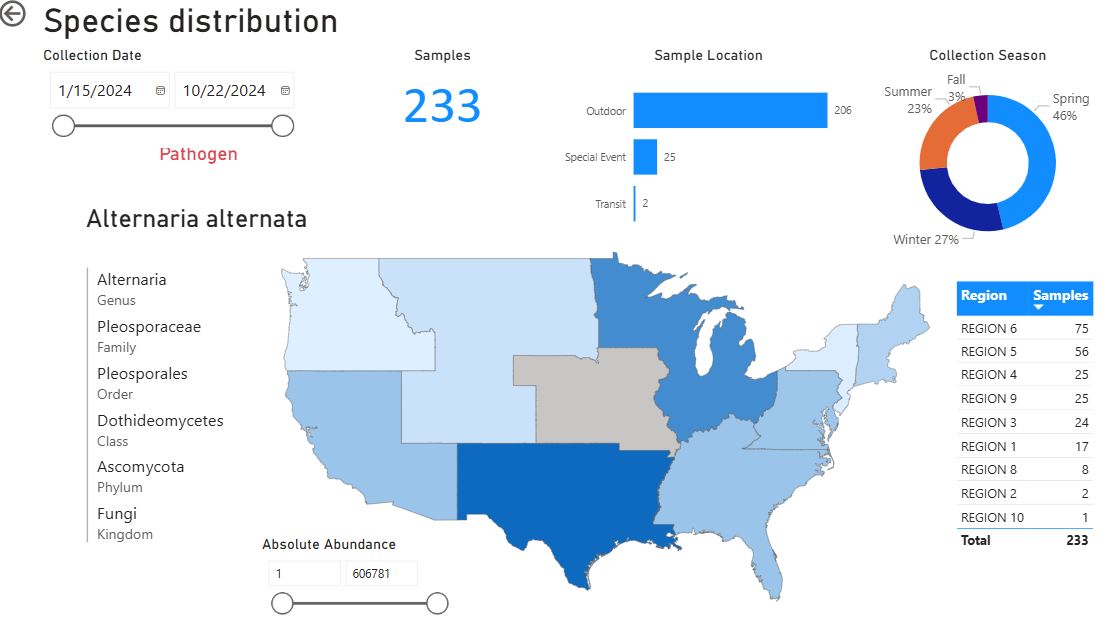 Species distribution
Collection Date
1/15/2024
10/22/2024
Pathogen
Samples
233
Sample Location
Outdoor
206
Special Event
25
Transit
2
Collection Season
Fall
3%
Summer
23%
Spring
46%
Winter 27%
Alternaria alternata
Alternaria
Genus
Pleosporaceae
Family
Pleosporales
Order
Dothideomycetes
Class
Ascomycota
Phylum
Fungi
Kingdom
Absolute Abundance
1
606781
Region Samples
REGION 6 75
REGION 5 56
REGION 4 25
REGION 9 25
REGION 3 24
REGION 1 17
REGION 8 8
REGION 2 2
REGION 10 1
Total 233